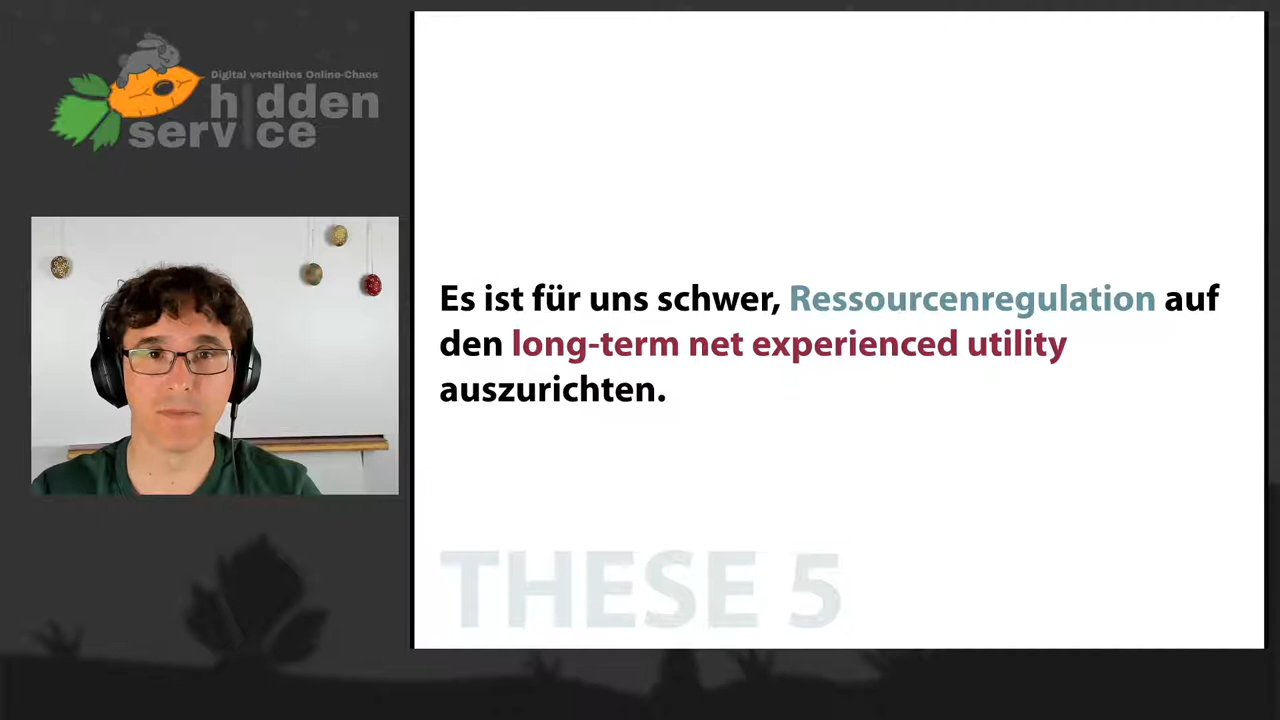 Digital verteiltes Online-Chaos
hidden
service
Es ist für uns schwer, Ressourcenregulation auf
den long-term net experienced utility
auszurichten.
THESE 5